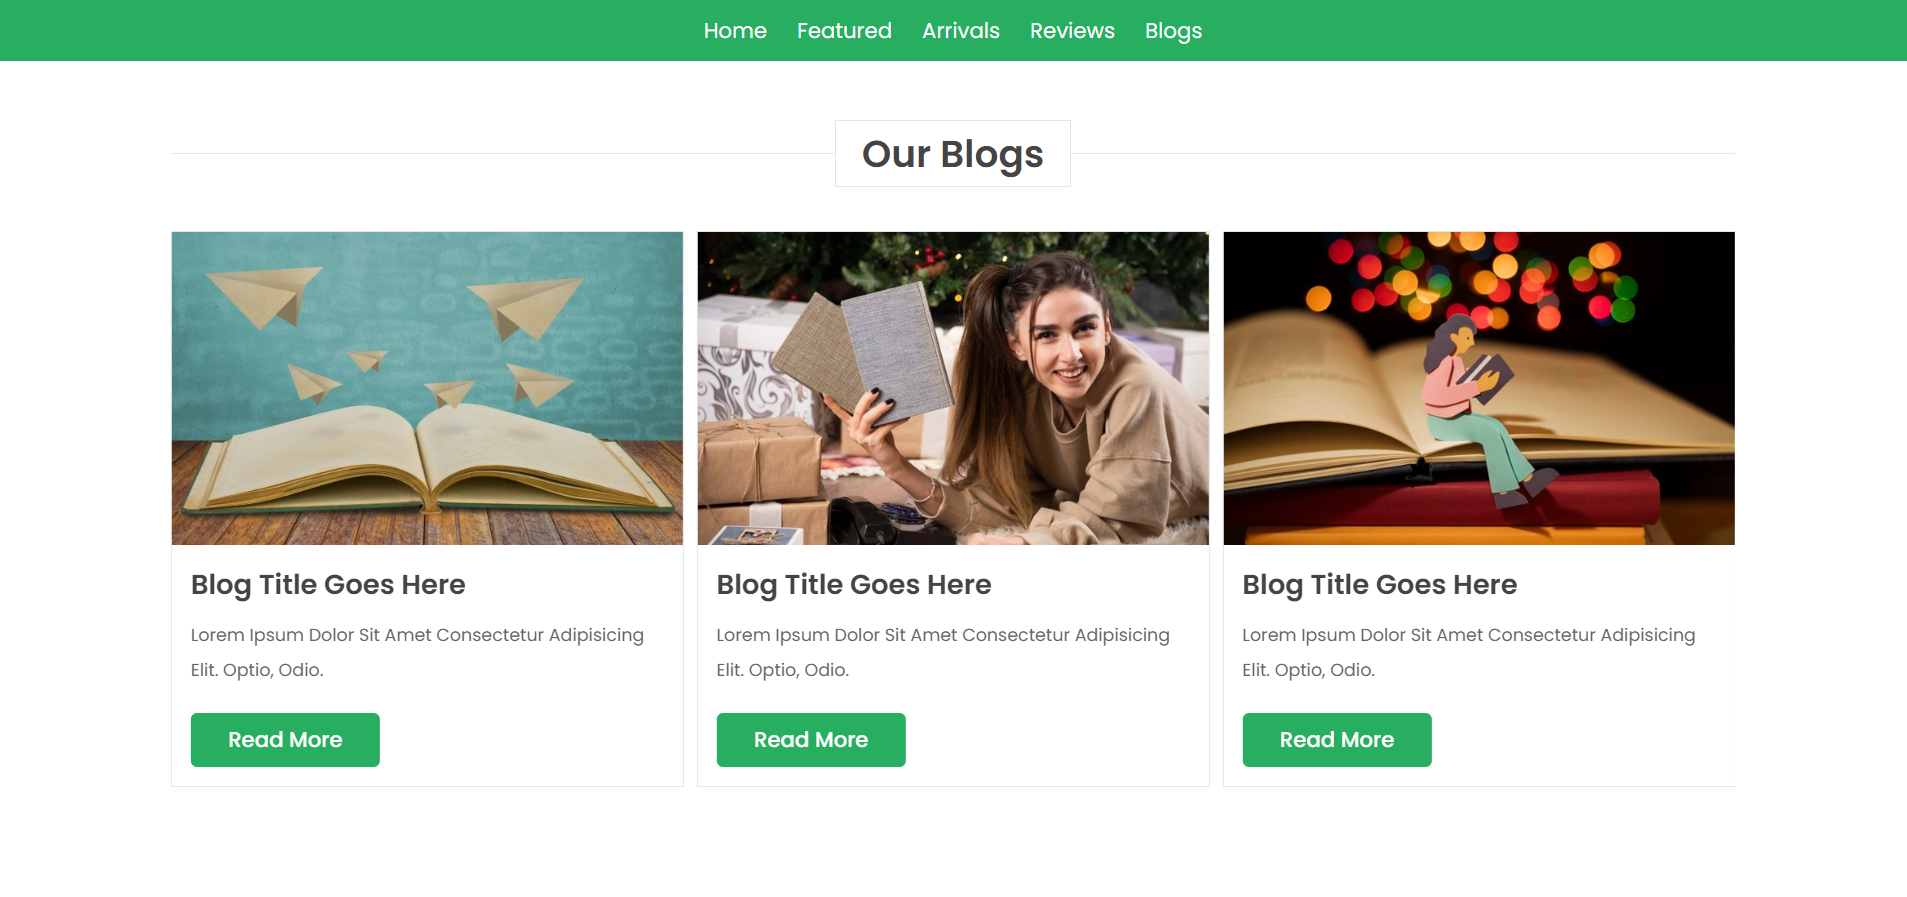 Home Featured Arrivals Reviews Blogs
Our Blogs
Blog Title Goes Here
Lorem Ipsum Dolor Sit Amet Consectetur Adipisicing
Elit. Optio, Odio.
Read More
Blog Title Goes Here
Lorem Ipsum Dolor Sit Amet Consectetur Adipisicing
Elit. Optio, Odio.
Read More
Blog Title Goes Here
Lorem Ipsum Dolor Sit Amet Consectetur Adipisicing
Elit. Optio, Odio.
Read More